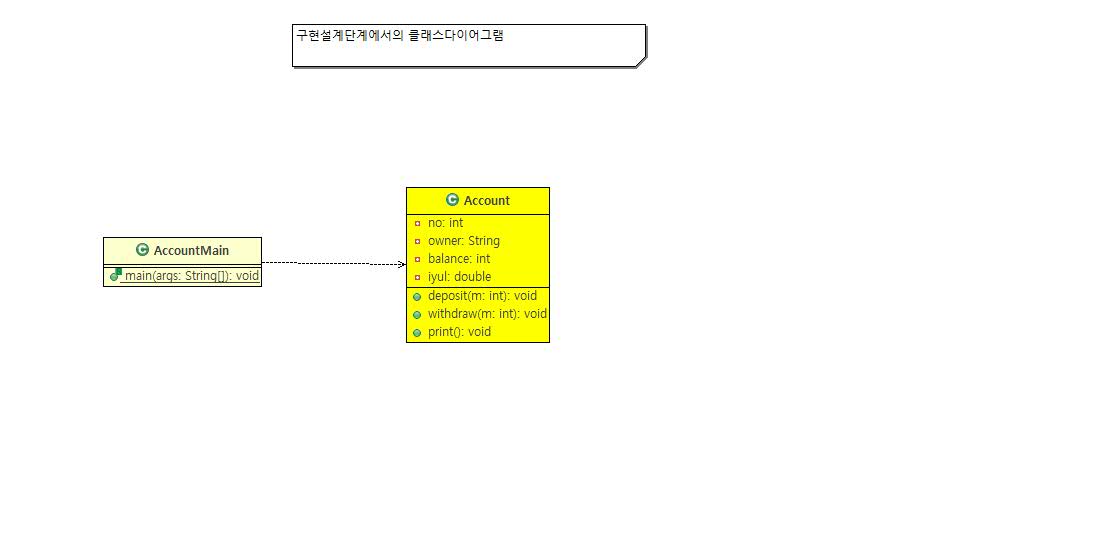 구현설계단계에서의 클래스다이어그램
C Account
no: int
owner: String
balance: int
iyul: double
deposit(m: int): void
withdraw(m: int): void
print(): void
C AccountMain
main(args: String[]): void